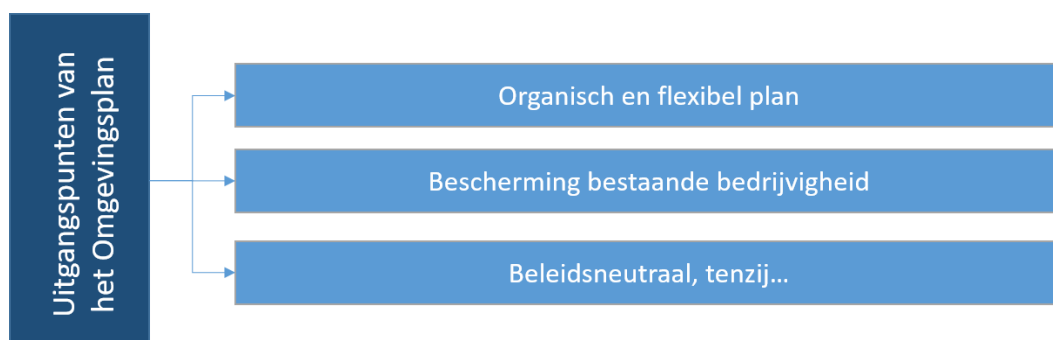 Uitgangspunten van
het Omgevingsplan
Organisch en flexibel plan
Bescherming bestaande bedrijvigheid
Beleidsneutraal, tenzij...